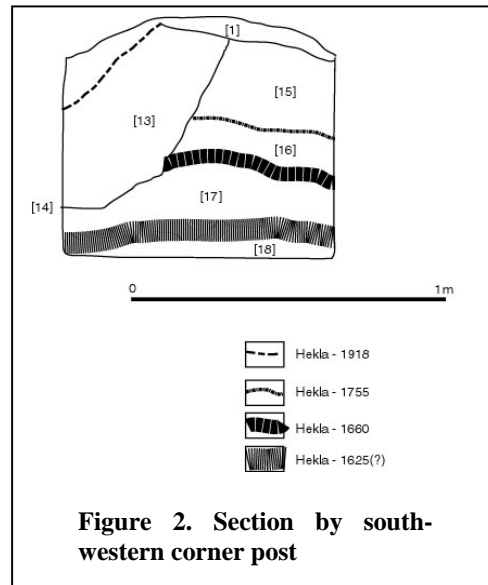 [1]
[15]
[13]
[16]
[17]
[14]
[18]
0 1m
Hekla - 1918
Hekla - 1755
Hekla - 1660
Hekla - 1625(?)
Figure 2. Section by south-
western corner post